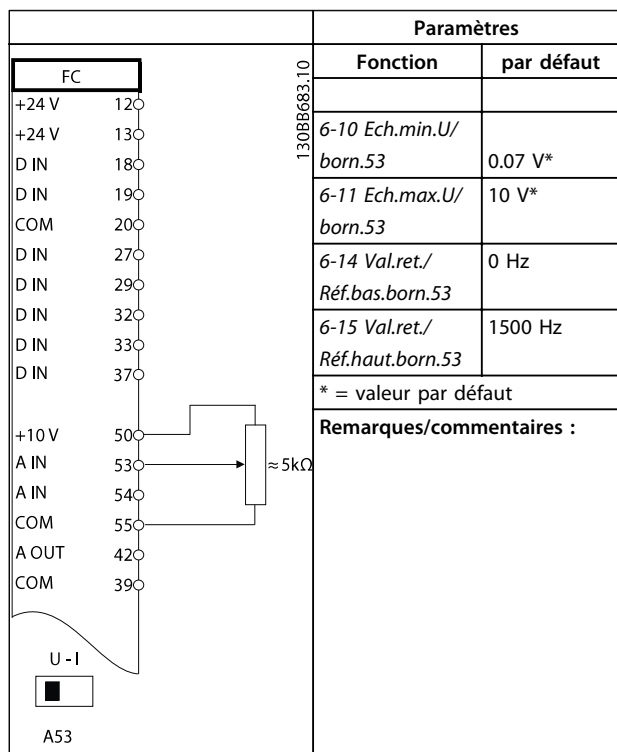 Paramètres
Fonction par défaut
6-10 Ech.min.U/
born.53 0.07 V*
6-11 Ech.max.U/ 10 V*
born.53
6-14 Val.ret./ 0 Hz
Réf.bas.born.53
6-15 Val.ret./ 1500 Hz
Réf.haut.born.53
* = valeur par défaut
Remarques/commentaires :
130BB683.10
FC
+24 V 12
+24 V 13
D IN 18
D IN 19
COM 20
D IN 27
D IN 29
D IN 32
D IN 33
D IN 37
+10 V 50
A IN 53
A IN 54
COM 55
A OUT 42
COM 39
≈5kΩ
U - I
A53